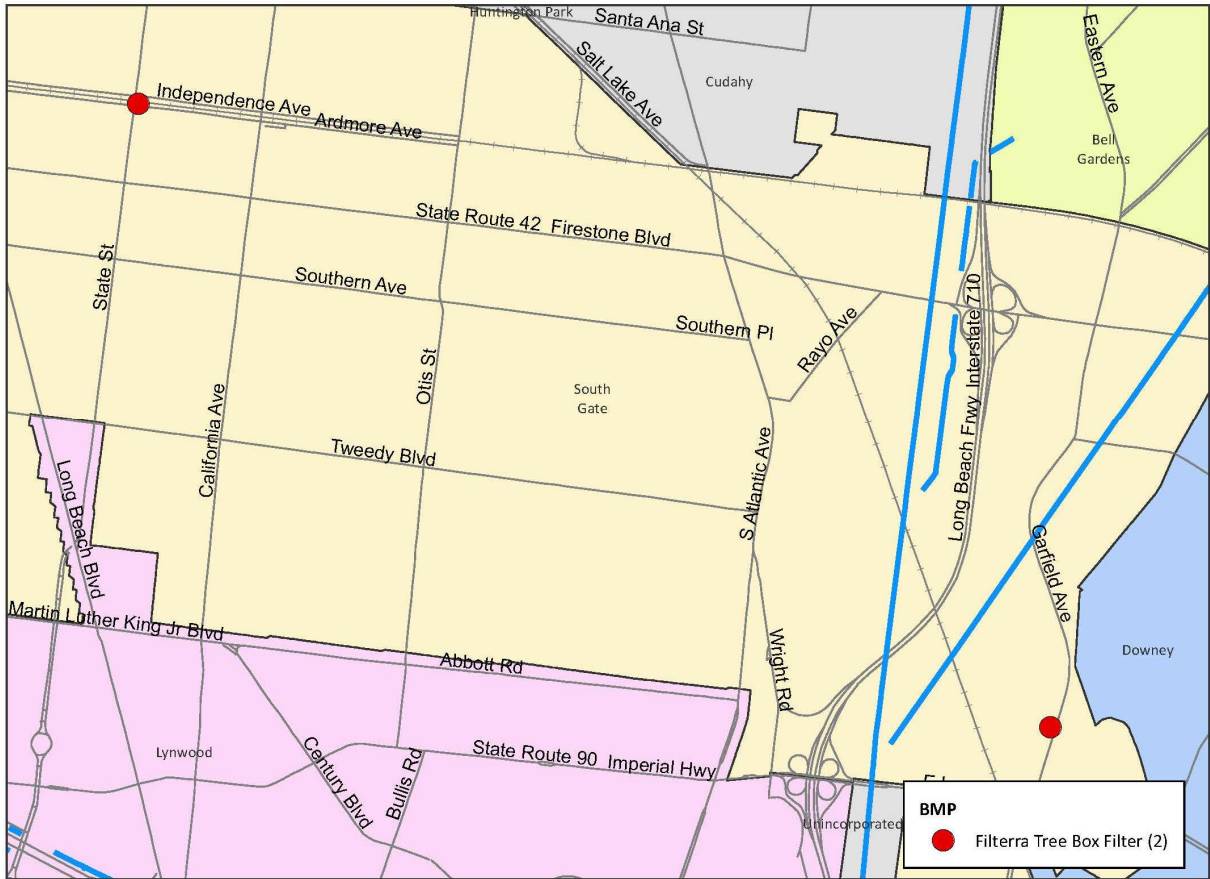 Huntington Park
Santa Ana St
Salt Lake Ave
Cudahy
Eastern Ave
Bell
Gardens
Independence Ave
Ardmore Ave
State Route 42 Firestone Blvd
State St
Southern Ave
Southern Pl
Rayo Ave
Long Beach Frwy Interstate 710
Otis St
South
Gate
California Ave
Tweedy Blvd
S Atlantic Ave
Long Beach Blvd
Garfield Ave
Martin Luther King Jr Blvd
Abbott Rd
Wright Rd
Downey
Lynwood
Century Blvd
Bullis Rd
State Route 90 Imperial Hwy
Unincorporated
BMP
Filterra Tree Box Filter (2)